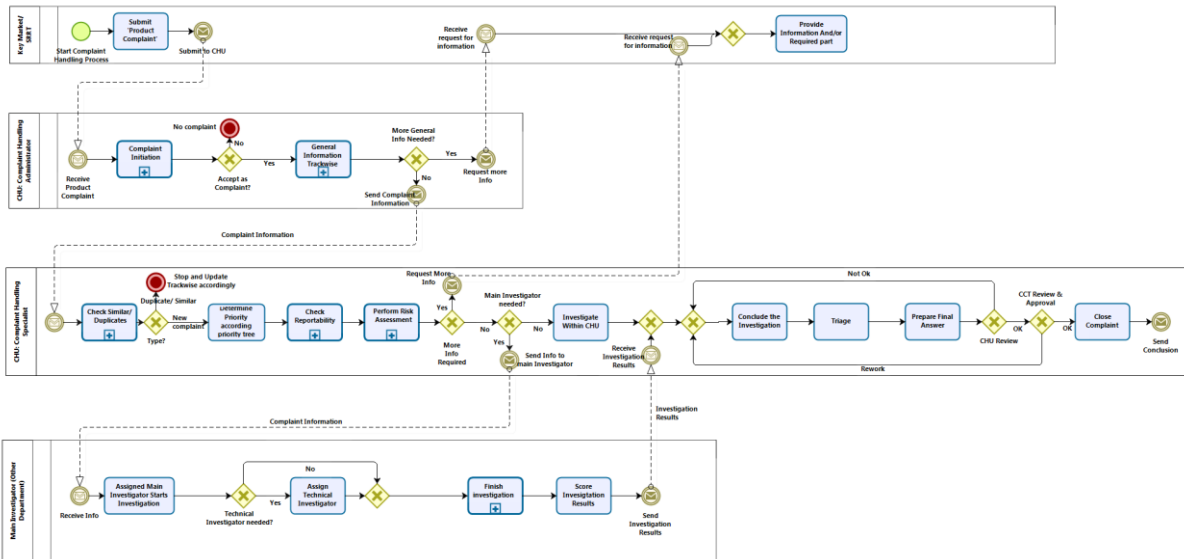 Key Market/
SRRT
Start Complaint
Handling Process
Submit
'Product
Complaint'
Submit to CHU
Receive
request for
information
Receive request
for information
Provide
Information And/or
Required part
CHU: Complaint Handling
Administrator
Receive
Product
Complaint
Complaint
Initiation
No complaint
No
Accept as
Complaint?
Yes
General
Information
Trackwise
More General
Info Needed?
Yes
No
Request more
Info
Send Complaint
Information
Complaint Information
CHU: Complaint Handling
Specialist
Check Similar/
Duplicates
Stop and Update
Trackwise accordingly
Duplicate/ Similar
New
complaint
Type?
Determine
Priority
according
priority tree
Check
Reportability
Perform Risk
Assessment
Request More
Info
Yes
No
More
Info
Required
Main Investigator
needed?
No
Yes
Send Info to
main Investigator
Investigate
Within CHU
Receive
Investigation
Results
Not Ok
Conclude the
Investigation
Triage
Prepare Final
Answer
OK
CHU Review
CCT Review &
Approval
OK
Rework
Close
Complaint
Send
Conclusion
Complaint Information
Investigation
Results
Main Investigator (Other
Department)
Receive Info
Assigned Main
Investigator Starts
Investigation
No
Yes
Technical
Investigator needed?
Assign
Technical
Investigator
Finish
investigation
Score
Invesigtation
Results
Send
Investigation
Results